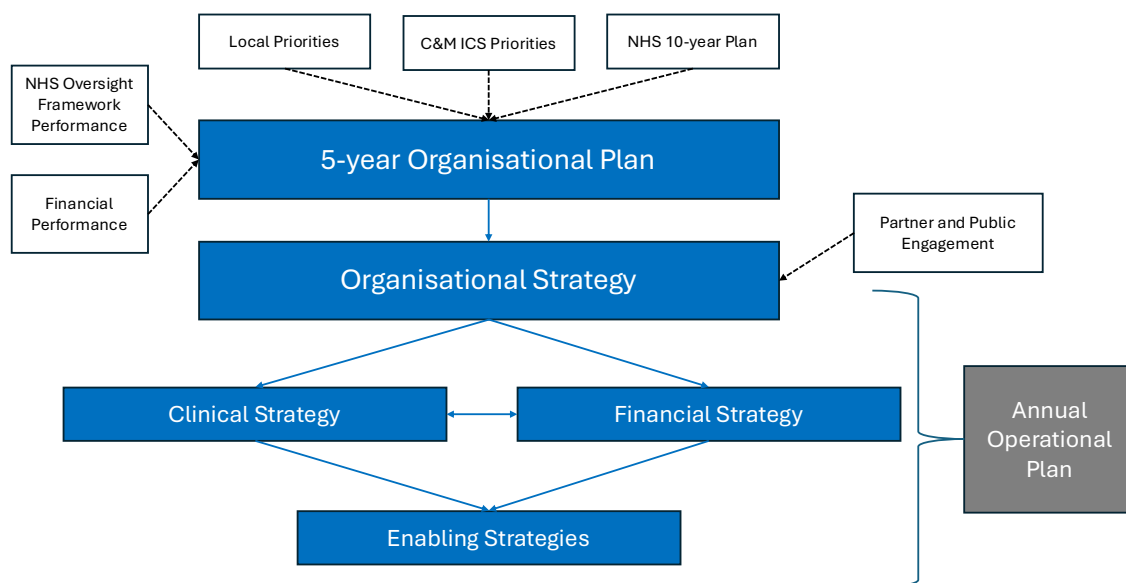 Local Priorities
C&M ICS Priorities
NHS 10-year Plan
NHS Oversight
Framework
Performance
5-year Organisational Plan
Financial
Performance
Partner and Public
Engagement
Organisational Strategy
Clinical Strategy
Financial Strategy
Annual
Operational
Plan
Enabling Strategies